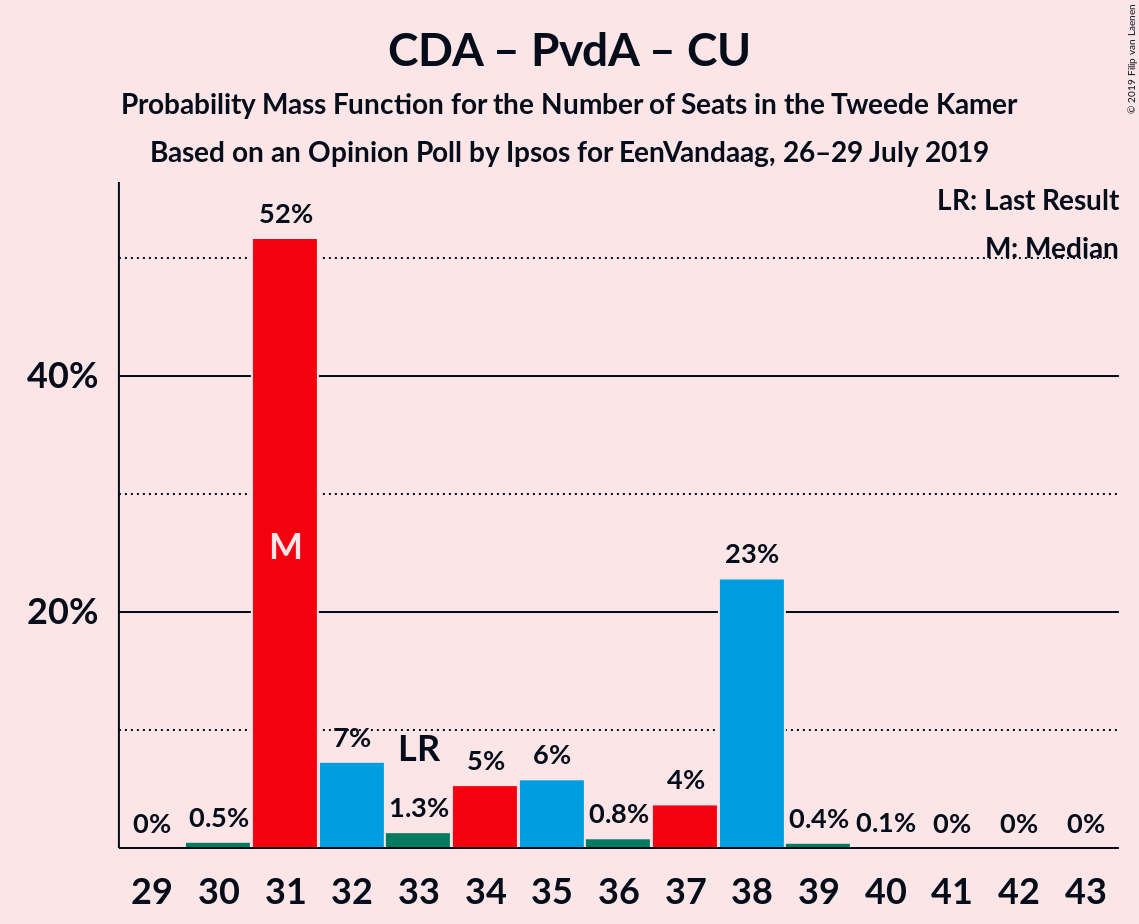 CDA – PvdA – CU
Probability Mass Function for the Number of Seats in the Tweede Kamer
Based on an Opinion Poll by Ipsos for EenVandaag, 26–29 July 2019
© 2019 Filip van Laenen
LR: Last Result
M: Median
40%
20%
0%
0.5%
52%
M
7%
LR
1.3%
5%
6%
0.8%
4%
23%
0.4%
0.1%
0%
0%
0%
29 30 31 32 33 34 35 36 37 38 39 40 41 42 43